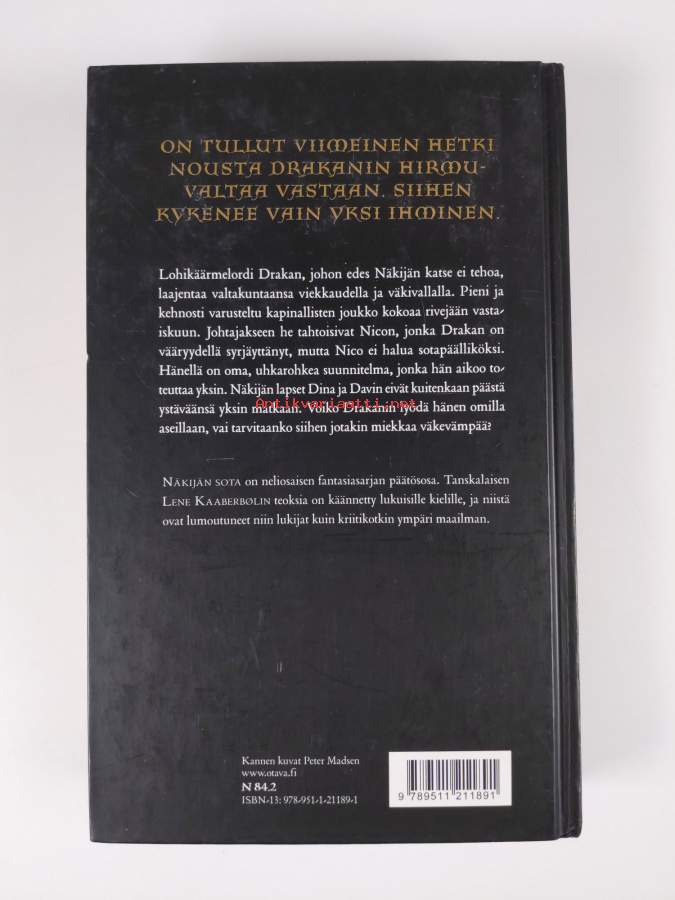 ON TULLUT VIIMEINEN HETKI
NOUSTA DRAKANIN HIRMU-
VALTAA VASTAAN. SIIHEN
KYKENEE VAIN YKSI IHMINEN.
Lohikäärmelordi Drakan, johon edes Näkijän katse ei tehoa,
laajentaa valtakuntaansa viekkaudella ja väkivallalla. Pieni ja
kehnosti varusteltu kapinallisten joukko kokoaa rivejään vasta-
iskuun. Johtajakseen he tahtoisivat Nicon, jonka Drakan on
vääryydellä syrjäyttänyt, mutta Nico ei halua sotapäälliköksi.
Hänellä on oma, uhkarohkea suunnitelma, jonka hän aikoo to-
teuttaa yksin. Näkijän lapset Dina ja Davin eivät kuitenkaan päästä
ystäväänsä yksin matkaan. Voiko Drakanin lyödä hänen omilla
aseillaan, vai tarvitaanko siihen jotakin miekkaa väkevämpää?
Antikvariaatti.net
NÄKIJÄN SOTA on neliosaisen fantasiasarjan päätösosa. Tanskalaisen
LENE KAABERBØLIN teoksia on käännetty lukuisille kielille, ja niistä
ovat lumoutuneet niin lukijat kuin kriitikotkin ympäri maailman.
Kannen kuvat Peter Madsen
www.otava.fi
N 84.2
ISBN-13: 978-951-1-21189-1
9 789511 211891